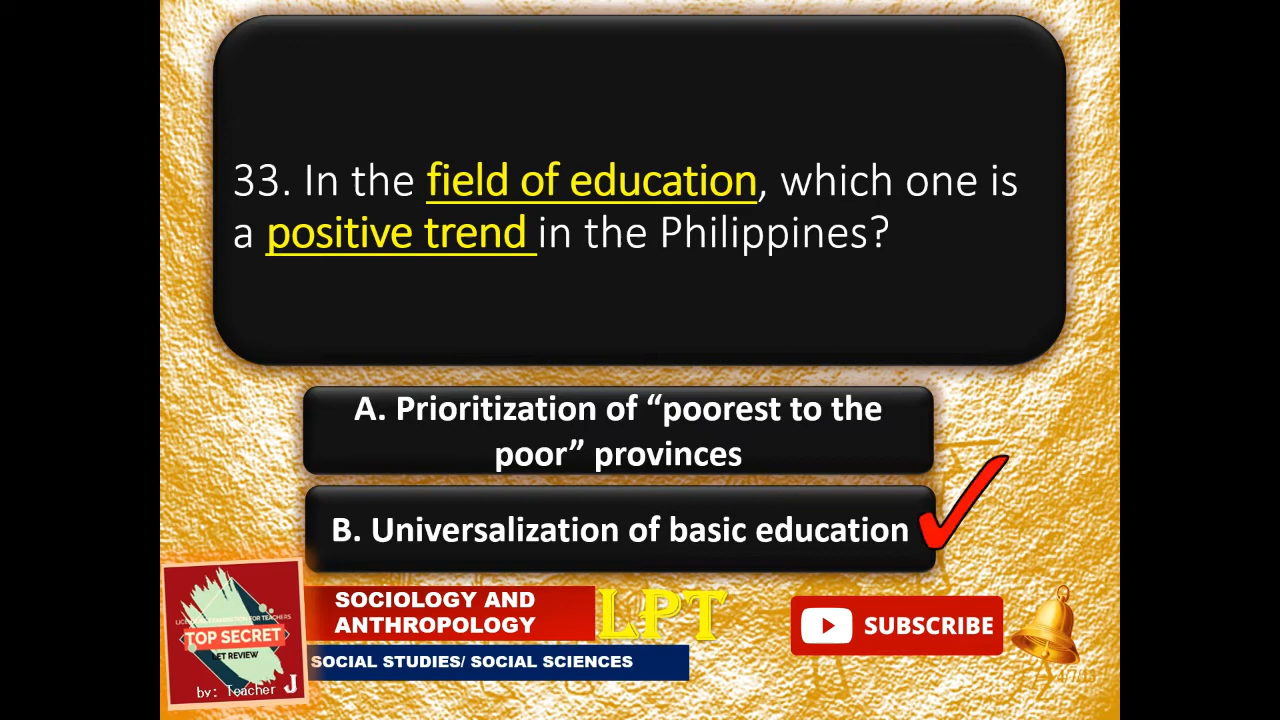 33. In the field of education, which one is
a positive trend in the Philippines?
A. Prioritization of “poorest to the
poor” provinces
B. Universalization of basic education
SOCIOLOGY AND
ANTHROPOLOGY
LPT
SOCIAL STUDIES/ SOCIAL SCIENCES
SUBSCRIBE
TOP SECRET
LET REVIEW
by: Teacher J